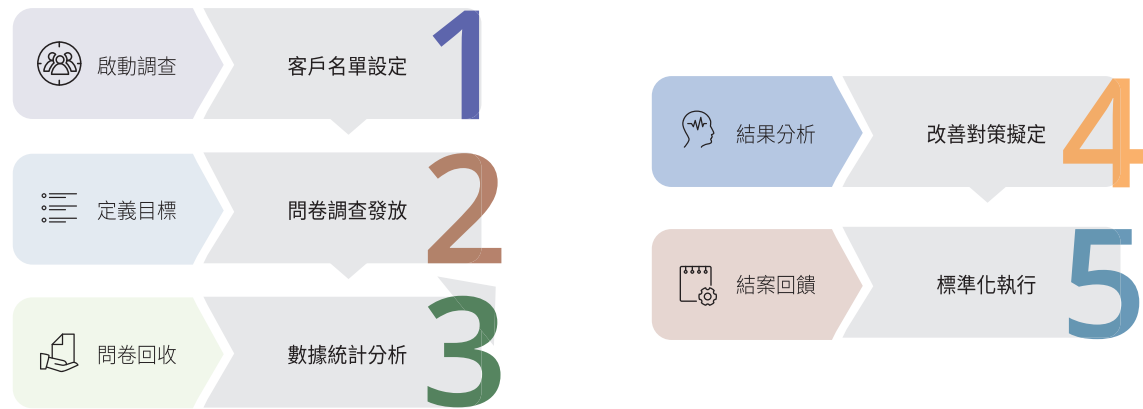 啟動調查
客戶名單設定
1
定義目標
問卷調查發放
2
問卷回收
數據統計分析
3
結果分析
改善對策擬定
4
結案回饋
標準化執行
5